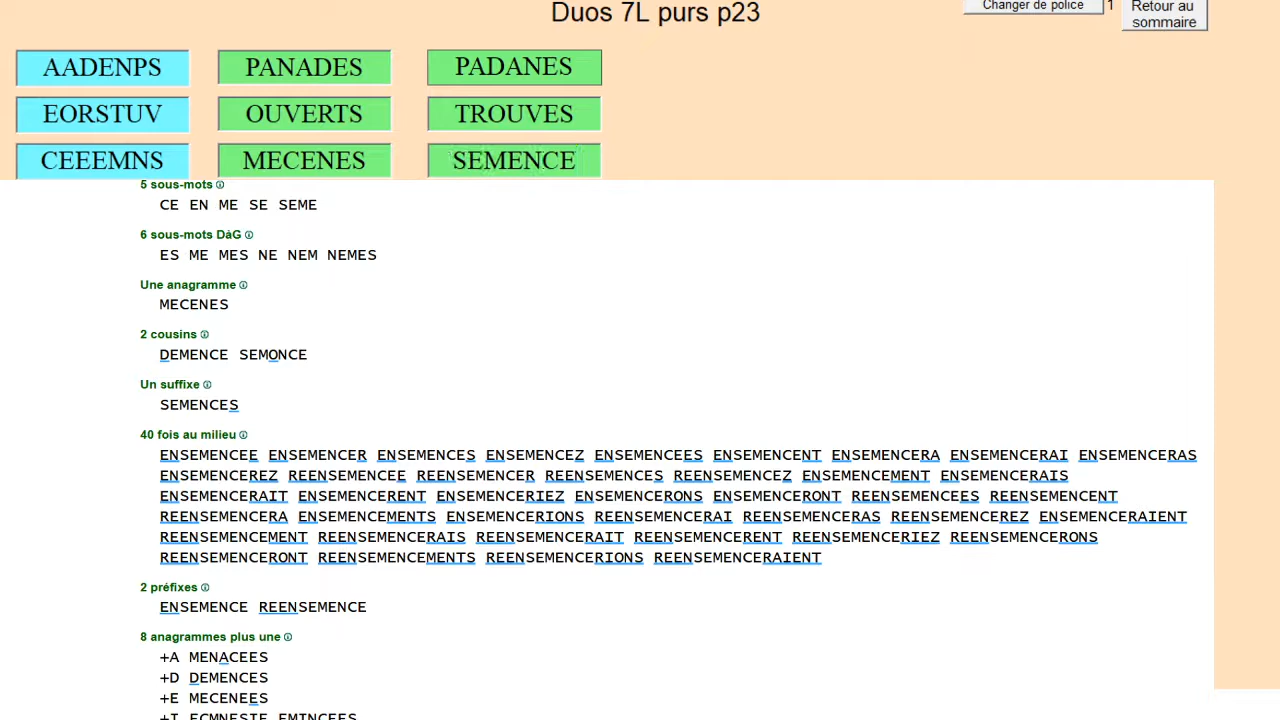 Duos 7L purs p23
Changer de police 1
Retour au
sommaire
AADENPS PANADES PADANES
EORSTUV OUVERTS TROUVES
CEEEMNS MECENES SEMENCE
5 sous-mots
CE EN ME SE SEME
6 sous-mots DàG
ES ME MES NE NEM NEMES
Une anagramme
MECENES
2 cousins
DEMENCE SEMONCE
Un suffixe
SEMENCES
40 fois au milieu
ENSEMENCEE ENSEMENCER ENSEMENCES ENSEMENCEZ ENSEMENCEES ENSEMENCENT ENSEMENCERA ENSEMENCERAI ENSEMENCERAS
ENSEMENCEREZ REENSEMENCEE REENSEMENCER REENSEMENCES REENSEMENCEZ ENSEMENCEMENT ENSEMENCERAIS
ENSEMENCERAIT ENSEMENCERENT ENSEMENCERIEZ ENSEMENCERONS ENSEMENCERONT REENSEMENCEES REENSEMENCENT
REENSEMENCERA ENSEMENCEMENTS ENSEMENCERIONS REENSEMENCERAI REENSEMENCERAS REENSEMENCEREZ ENSEMENCERAIENT
REENSEMENCEMENT REENSEMENCERAIS REENSEMENCERAIT REENSEMENCERENT REENSEMENCERIEZ REENSEMENCERONS
REENSEMENCERONT REENSEMENCEMENTS REENSEMENCERIONS REENSEMENCERAIENT
2 préfixes
ENSEMENCE REENSEMENCE
8 anagrammes plus une
+A MENACEES
+D DEMENCES
+E MECENEES
+I ECMNESIE EMINCEES